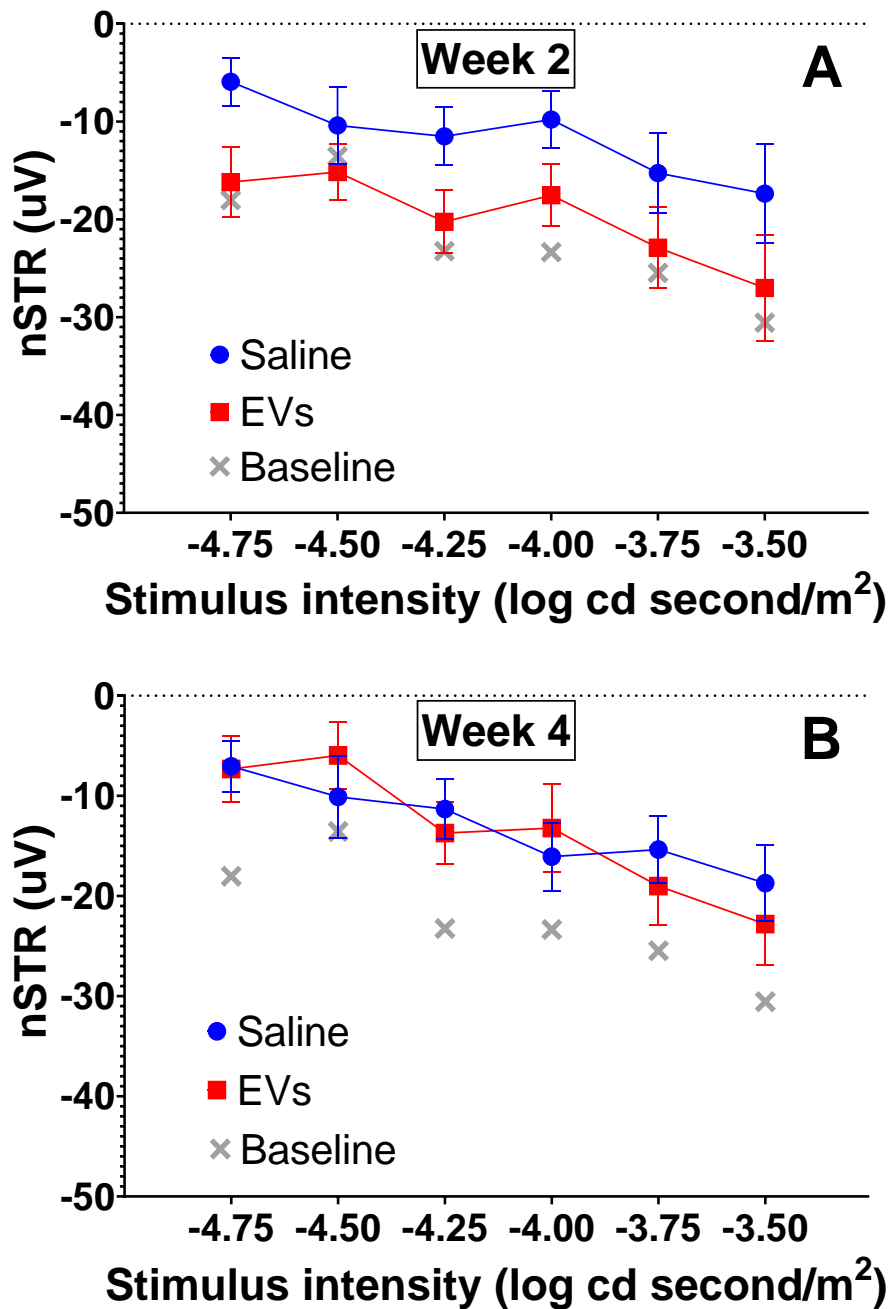 0
Week 2
A
-10
-20
-30
-40
-50
nSTR (uV)
Saline
EVs
Baseline
-4.75 -4.50 -4.25 -4.00 -3.75 -3.50
Stimulus intensity (log cd second/m²)
0
Week 4
B
-10
-20
-30
-40
-50
nSTR (uV)
Saline
EVs
Baseline
-4.75 -4.50 -4.25 -4.00 -3.75 -3.50
Stimulus intensity (log cd second/m²)